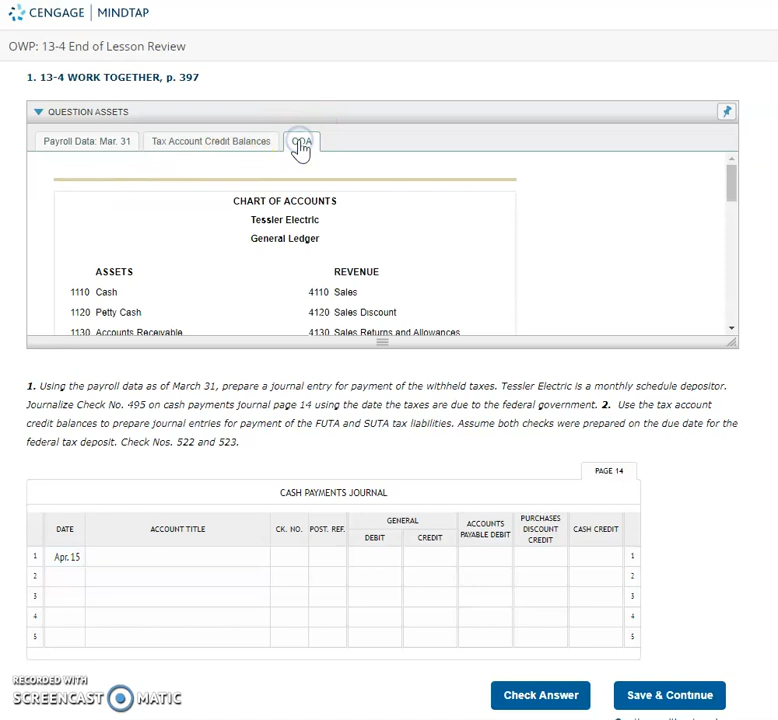 CENGAGE | MINDTAP
OWP: 13-4 End of Lesson Review
1. 13-4 WORK TOGETHER, p. 397
QUESTION ASSETS
Payroll Data: Mar. 31 Tax Account Credit Balances
CHART OF ACCOUNTS
Tessler Electric
General Ledger
ASSETS REVENUE
1110 Cash 4110 Sales
1120 Petty Cash 4120 Sales Discount
1130 Accounts Receivable 4130 Sales Returns and Allowances
1. Using the payroll data as of March 31, prepare a journal entry for payment of the withheld taxes. Tessler Electric is a monthly schedule depositor.
Journalize Check No. 495 on cash payments journal page 14 using the date the taxes are due to the federal government. 2. Use the tax account
credit balances to prepare journal entries for payment of the FUTA and SUTA tax liabilities. Assume both checks were prepared on the due date for the
federal tax deposit. Check Nos. 522 and 523.
PAGE 14
CASH PAYMENTS JOURNAL
DATE ACCOUNT TITLE CK. NO. POST. REF. GENERAL ACCOUNTS PAYABLE DEBIT PURCHASES DISCOUNT CREDIT CASH CREDIT
DEBIT CREDIT
1 Apr. 15 1
2 2
3 3
4 4
5 5
RECORDED WITH
SCREENCAST MATIC
Check Answer Save & Continue